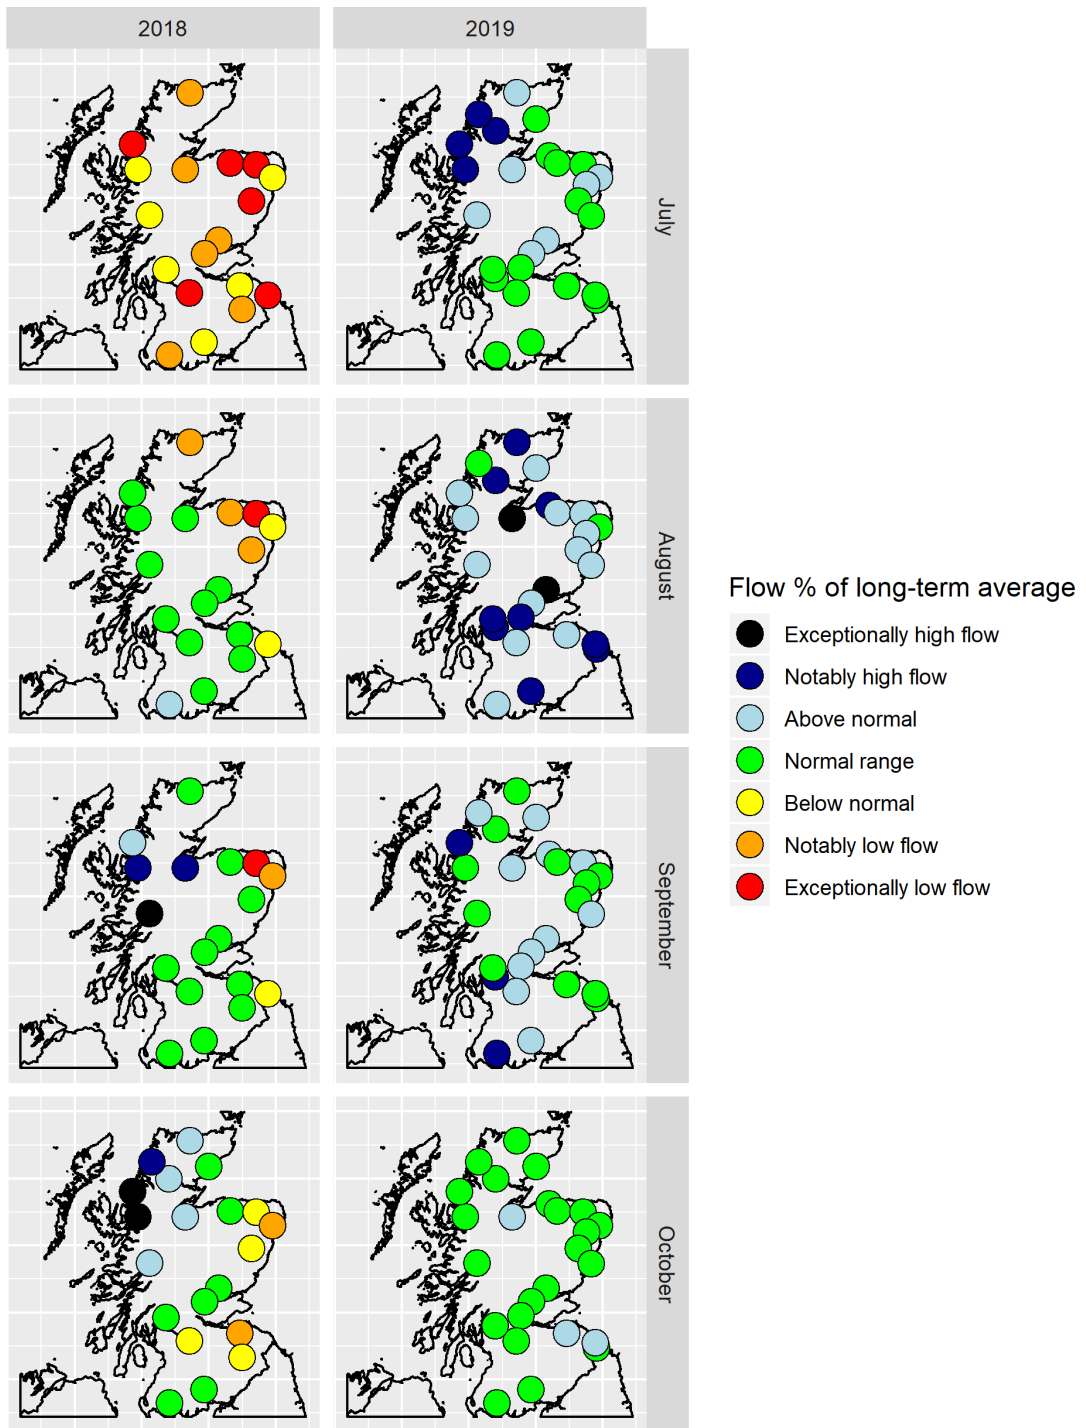 2018
2019
July
August
September
October
Flow % of long-term average
Exceptionally high flow
Notably high flow
Above normal
Normal range
Below normal
Notably low flow
Exceptionally low flow